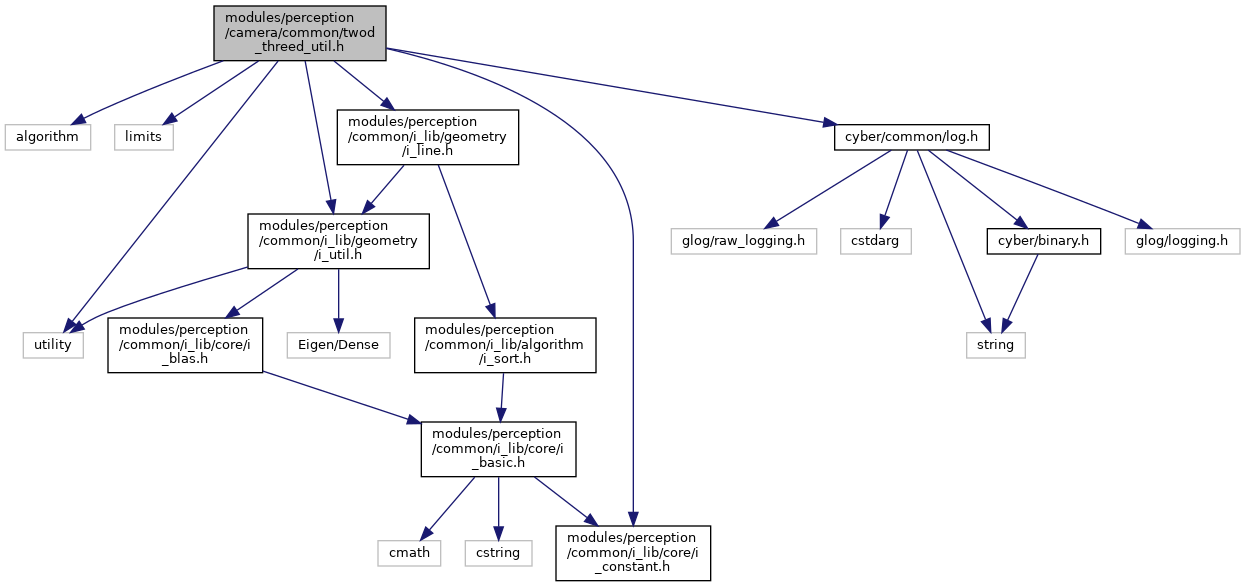 modules/perception
/camera/common/twod
_threed_util.h
algorithm
limits
modules/perception
/common/i_lib/geometry
/i_line.h
cyber/common/log.h
modules/perception
/common/i_lib/geometry
/i_util.h
glog/raw_logging.h
cstdarg
cyber/binary.h
glog/logging.h
utility
modules/perception
/common/i_lib/core/i
_blas.h
Eigen/Dense
modules/perception
/common/i_lib/algorithm
/i_sort.h
string
modules/perception
/common/i_lib/core/i
_basic.h
cmath
cstring
modules/perception
/common/i_lib/core/i
_constant.h